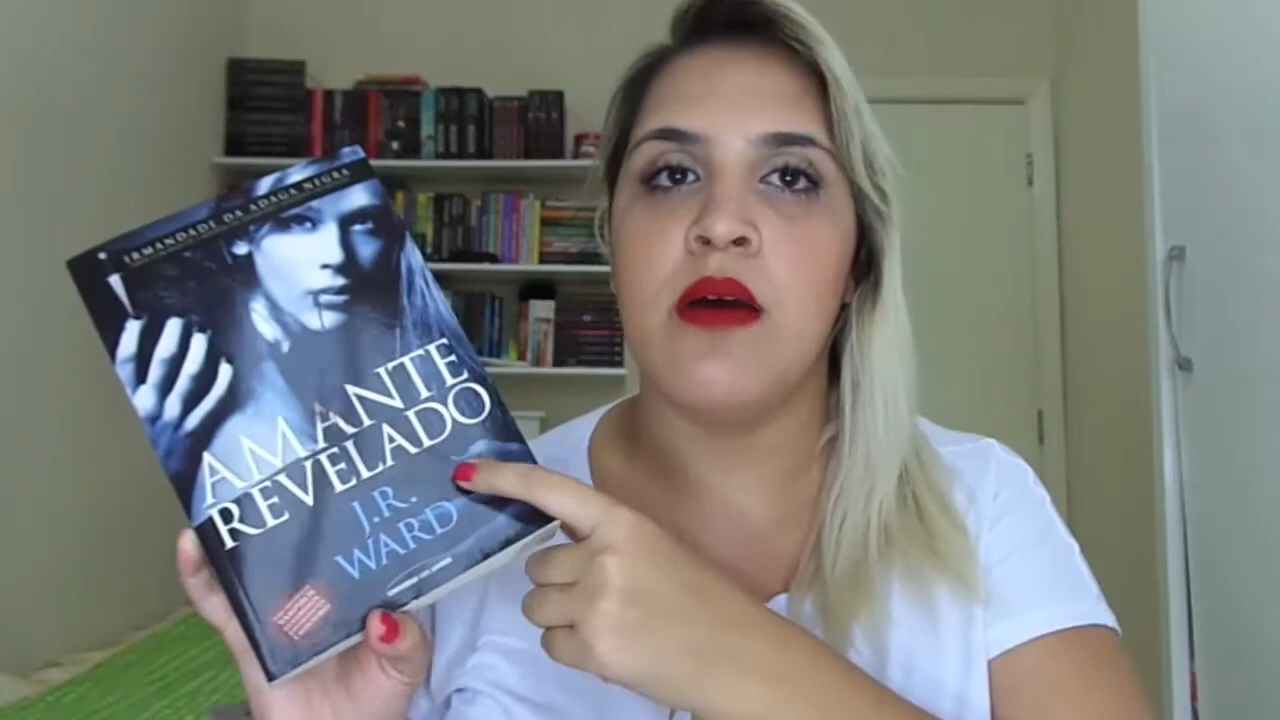 IRMANDADE DA ADAGA NEGRA
AMANTE
REVELADO
J.R.
WARD